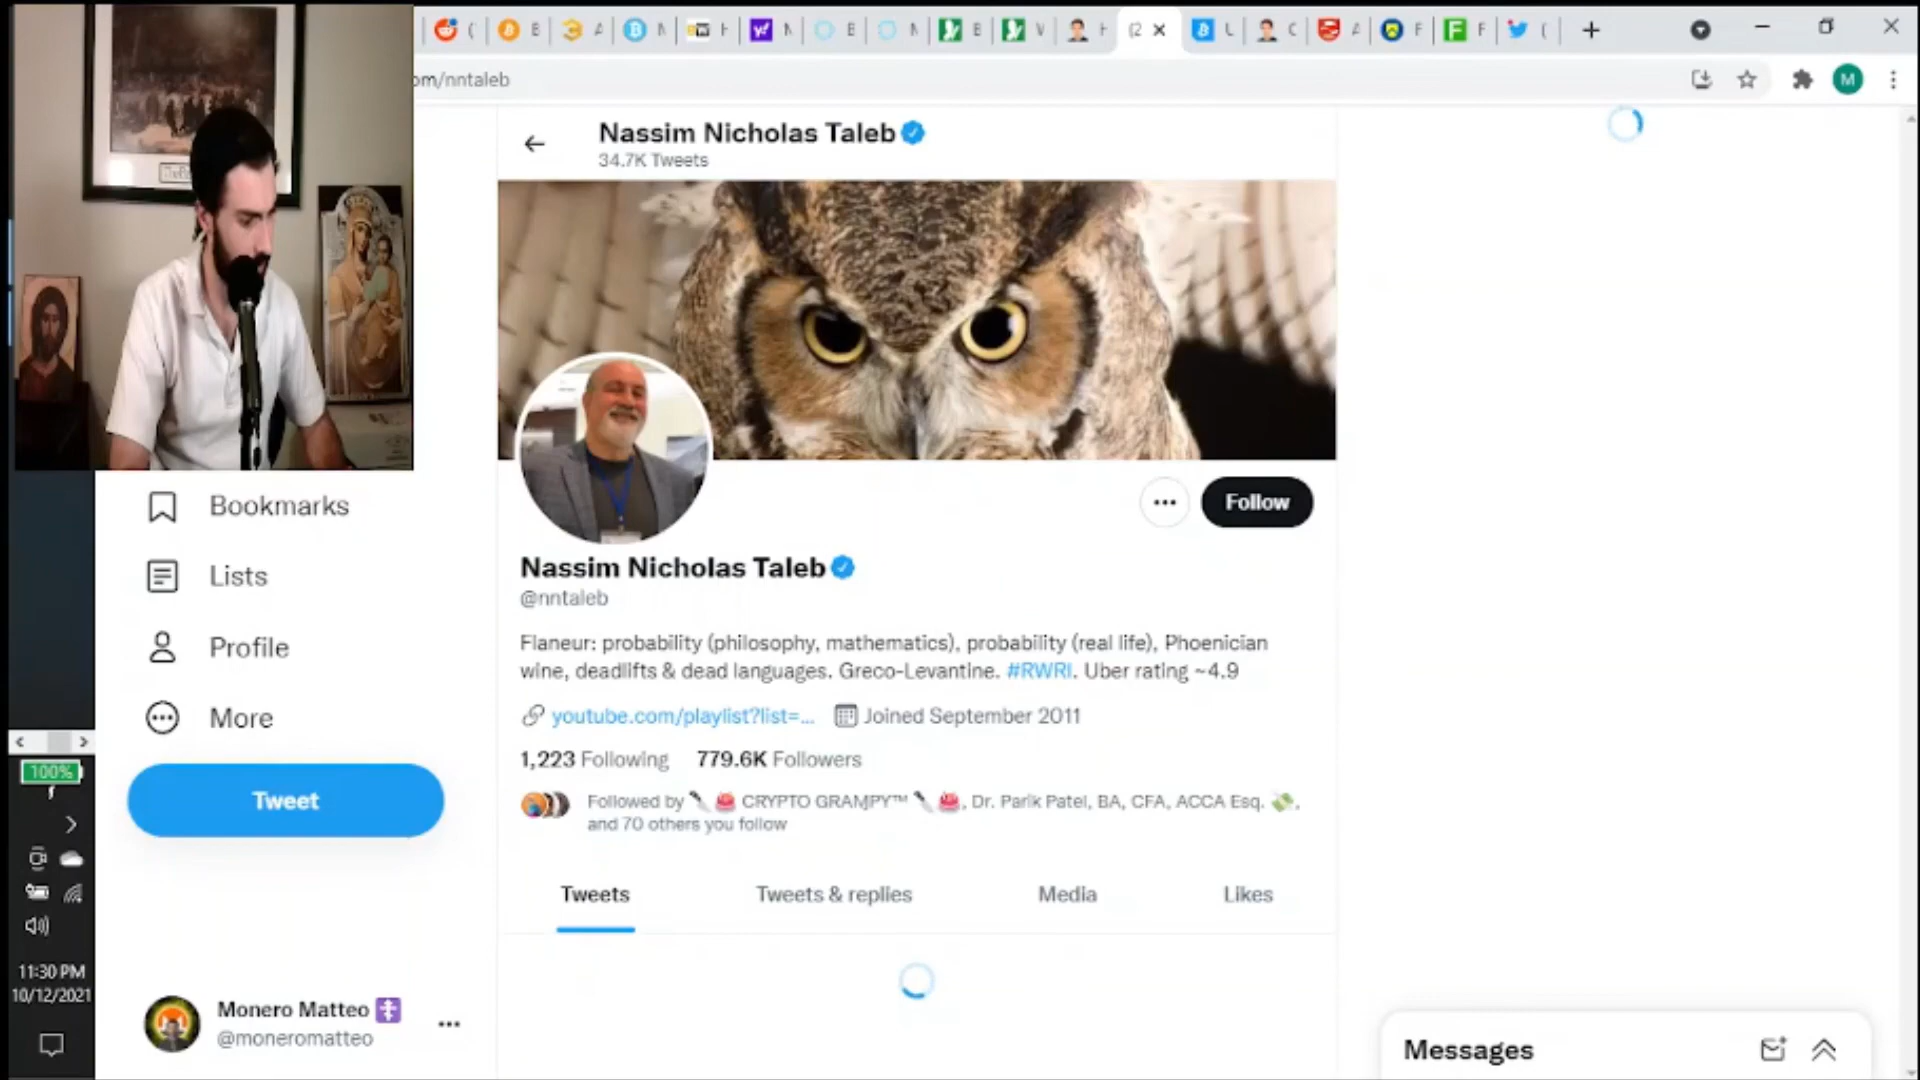 om/nntaleb
M
Nassim Nicholas Taleb
34.7K Tweets
Follow
Nassim Nicholas Taleb
@nntaleb
Flaneur: probability (philosophy, mathematics), probability (real life), Phoenician
wine, deadlifts & dead languages. Greco-Levantine. #RWRI. Uber rating ~4.9
youtube.com/playlist?list=...
Joined September 2011
1,223 Following 779.6K Followers
Followed by 🔪 🎂 CRYPTO GRAMPY™ 🔪 🎂, Dr. Parik Patel, BA, CFA, ACCA Esq. 💸,
and 70 others you follow
Tweets
Tweets & replies
Media
Likes
Bookmarks
Lists
Profile
More
Tweet
100%
11:30 PM
10/12/2021
Monero Matteo ☦
@moneromatteo
Messages